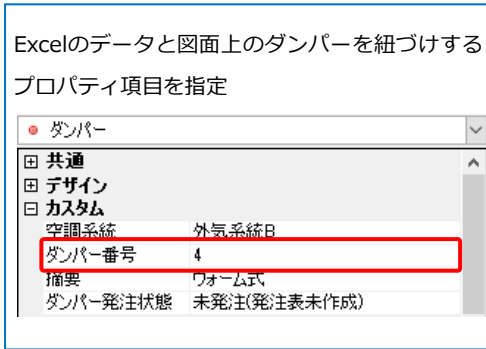 Excelのデータと図面上のダンパーを紐づけする
プロパティ項目を指定
ダンパー
共通
デザイン
カスタム
空調系統 外気系統B
ダンパー番号 4
摘要 ウォーム式
ダンパー発注状態 未発注(発注表未作成)